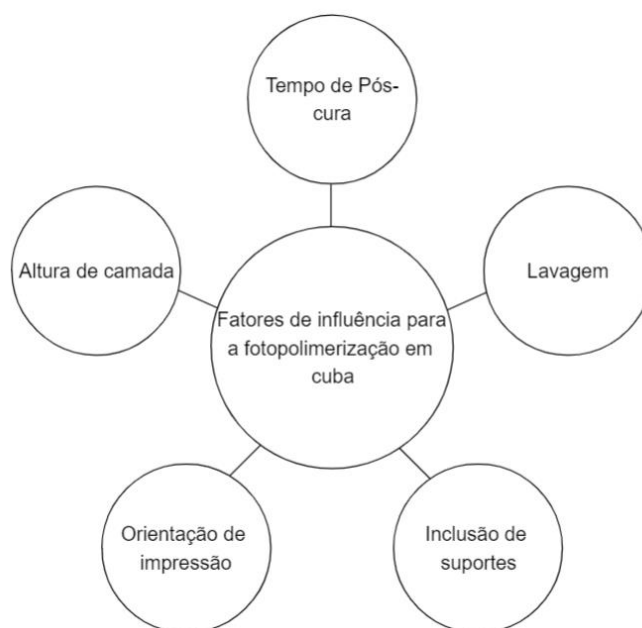 Tempo de Pós-
cura
Altura de camada
Lavagem
Fatores de influência para
a fotopolimerização em
cuba
Orientação de
impressão
Inclusão de
suportes